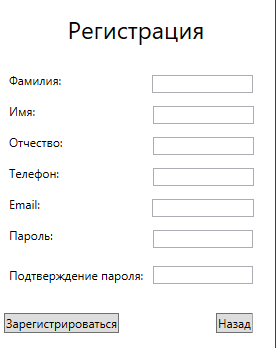 Регистрация
Фамилия:
Имя:
Отчество:
Телефон:
Email:
Пароль:
Подтверждение пароля:
Зарегистрироваться Назад